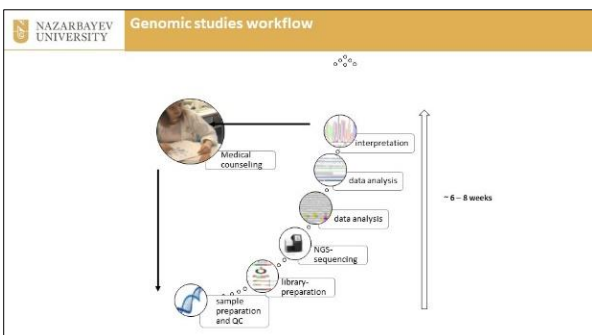 NAZARBAYEV
UNIVERSITY
Genomic studies workflow
Medical
counseling
interpretation
data analysis
data analysis
NGS-
sequencing
library-
preparation
sample
preparation
and QC
~ 6 – 8 weeks